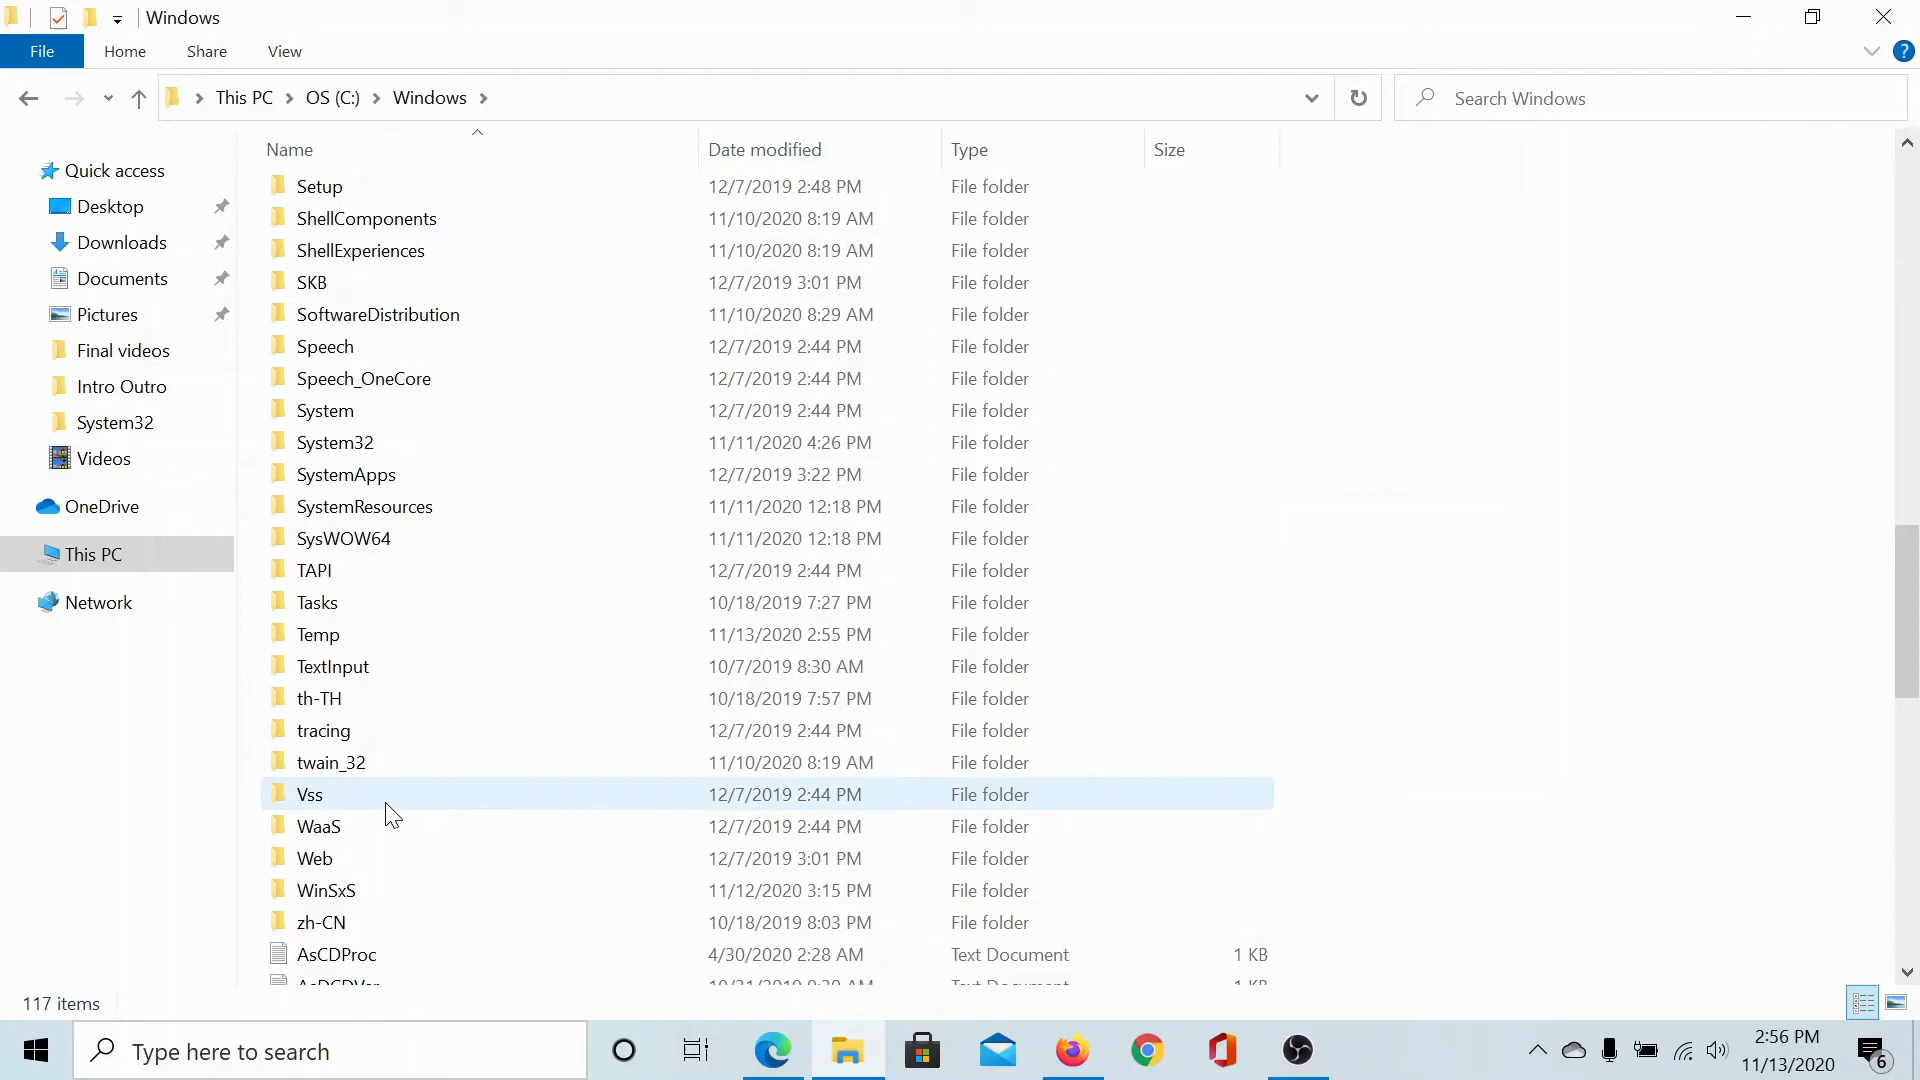 Windows
File Home Share View
This PC OS (C:) Windows Search Windows
Name Date modified Type Size
Quick access
Desktop
Downloads
Documents
Pictures
Final videos
Intro Outro
System32
Videos
OneDrive
This PC
Network
Setup 12/7/2019 2:48 PM File folder
ShellComponents 11/10/2020 8:19 AM File folder
ShellExperiences 11/10/2020 8:19 AM File folder
SKB 12/7/2019 3:01 PM File folder
SoftwareDistribution 11/10/2020 8:29 AM File folder
Speech 12/7/2019 2:44 PM File folder
Speech_OneCore 12/7/2019 2:44 PM File folder
System 12/7/2019 2:44 PM File folder
System32 11/11/2020 4:26 PM File folder
SystemApps 12/7/2019 3:22 PM File folder
SystemResources 11/11/2020 12:18 PM File folder
SysWOW64 11/11/2020 12:18 PM File folder
TAPI 12/7/2019 2:44 PM File folder
Tasks 10/18/2019 7:27 PM File folder
Temp 11/13/2020 2:55 PM File folder
TextInput 10/7/2019 8:30 AM File folder
th-TH 10/18/2019 7:57 PM File folder
tracing 12/7/2019 2:44 PM File folder
twain_32 11/10/2020 8:19 AM File folder
Vss 12/7/2019 2:44 PM File folder
WaaS 12/7/2019 2:44 PM File folder
Web 12/7/2019 3:01 PM File folder
WinSxS 11/12/2020 3:15 PM File folder
zh-CN 10/18/2019 8:03 PM File folder
AsCDProc 4/30/2020 2:28 AM Text Document 1 KB
117 items
Type here to search
2:56 PM
11/13/2020
6